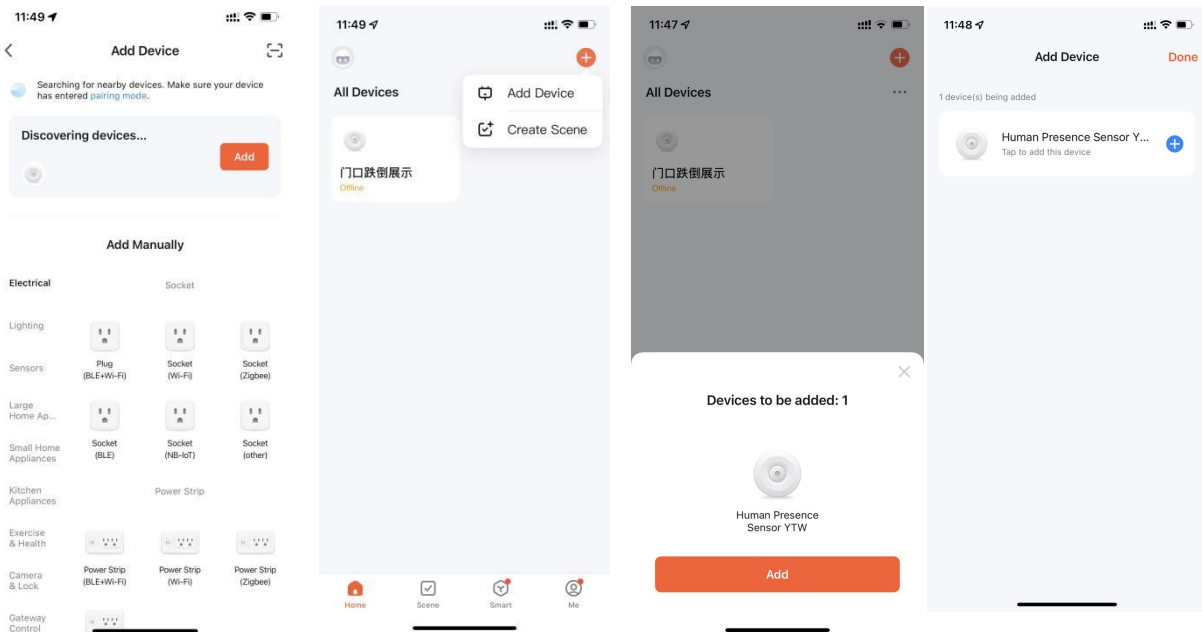 11:49
Add Device
Searching for nearby devices. Make sure your device
has entered pairing mode.
Discovering devices...
Add
Add Manually
Electrical
Socket
Lighting
Plug
(BLE+Wi-Fi)
Socket
(Wi-Fi)
Socket
(Zigbee)
Sensors
Large
Home Ap...
Socket
(BLE)
Socket
(NB-IoT)
Socket
(other)
Small Home
Appliances
Kitchen
Appliances
Power Strip
Exercise
& Health
Power Strip
(BLE+Wi-Fi)
Power Strip
(Wi-Fi)
Power Strip
(Zigbee)
Camera
& Lock
Gateway
Control
11:49
All Devices
Add Device
Create Scene
门口跌倒展示
Offline
Home
Scene
Smart
Me
11:47
All Devices
门口跌倒展示
Offline
Devices to be added: 1
Human Presence
Sensor YTW
Add
11:48
Add Device
Done
1 device(s) being added
Human Presence Sensor Y...
Tap to add this device